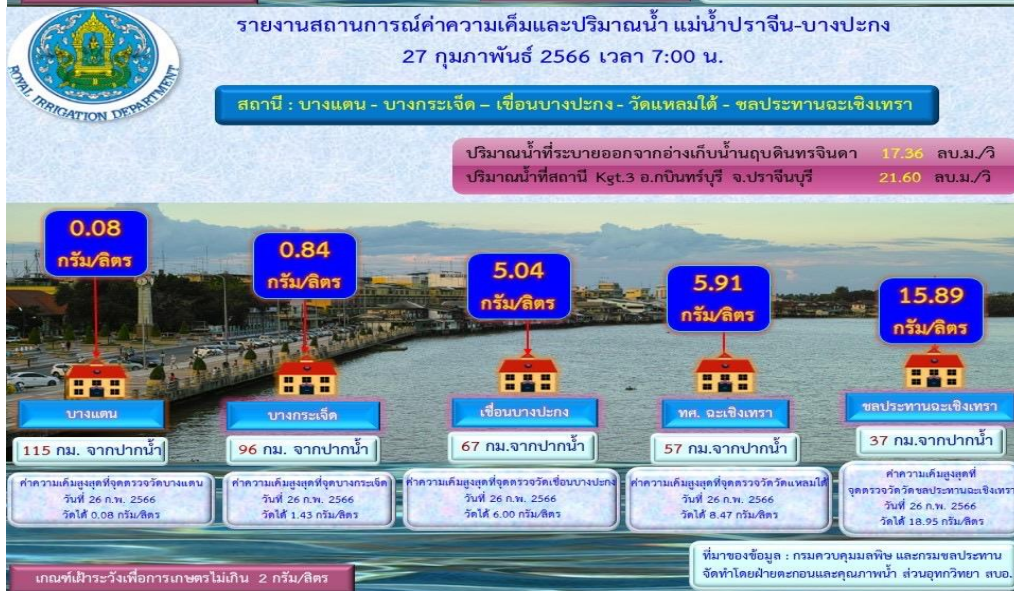 รายงานสถานการณ์ค่าความเค็มและปริมาณน้ำ แม่น้ำปราจีน-บางปะกง
27 กุมภาพันธ์ 2566 เวลา 7:00 น.
ROYAL IRRIGATION DEPARTMENT
สถานี : บางแตน - บางกระเจ็ด – เขื่อนบางปะกง - วัดแหลมใต้ - ชลประทานฉะเชิงเทรา
ปริมาณน้ำที่ระบายออกจากอ่างเก็บน้ำนฤบดินทรจินดา 17.36 ลบ.ม./วิ
ปริมาณน้ำที่สถานี Kgt.3 อ.กบินทร์บุรี จ.ปราจีนบุรี 21.60 ลบ.ม./วิ
0.08
กรัม/ลิตร
0.84
กรัม/ลิตร
5.04
กรัม/ลิตร
5.91
กรัม/ลิตร
15.89
กรัม/ลิตร
บางแตน
บางกระเจ็ด
เขื่อนบางปะกง
ทศ. ฉะเชิงเทรา
ชลประทานฉะเชิงเทรา
115 กม. จากปากน้ำ
96 กม. จากปากน้ำ
67 กม.จากปากน้ำ
57 กม.จากปากน้ำ
37 กม.จากปากน้ำ
ค่าความเค็มสูงสุดที่จุดตรวจวัดบางแตน
วันที่ 26 ก.พ. 2566
วัดได้ 0.08 กรัม/ลิตร
ค่าความเค็มสูงสุดที่จุดบางกระเจ็ด
วันที่ 26 ก.พ. 2566
วัดได้ 1.43 กรัม/ลิตร
ค่าความเค็มสูงสุดที่จุดตรวจวัดเขื่อนบางปะกง
วันที่ 26 ก.พ. 2566
วัดได้ 6.00 กรัม/ลิตร
ค่าความเค็มสูงสุดที่จุดตรวจวัดวัดแหลมใต้
วันที่ 26 ก.พ. 2566
วัดได้ 8.47 กรัม/ลิตร
ค่าความเค็มสูงสุดที่
จุดตรวจวัดวัดชลประทานฉะเชิงเทรา
วันที่ 26 ก.พ. 2566
วัดได้ 18.95 กรัม/ลิตร
ที่มาของข้อมูล : กรมควบคุมมลพิษ และกรมชลประทาน
จัดทำโดยฝ่ายตะกอนและคุณภาพน้ำ ส่วนอุทกวิทยา สบอ.
เกณฑ์เฝ้าระวังเพื่อการเกษตรไม่เกิน 2 กรัม/ลิตร